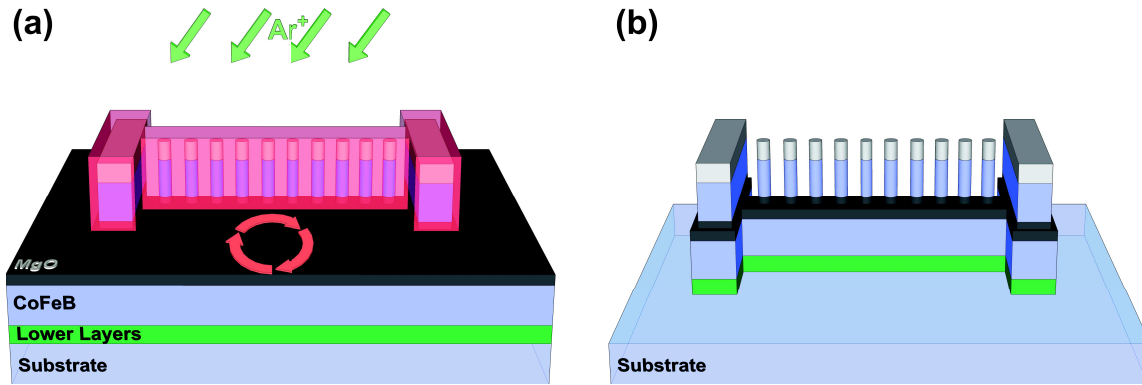 (a)
Ar+
MgO
CoFeB
Lower Layers
Substrate
(b)
Substrate